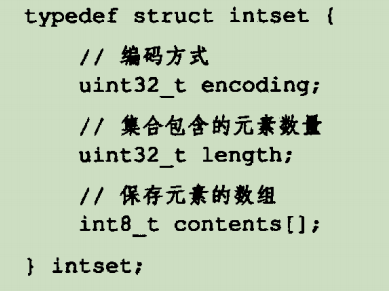 typedef struct intset {
// 编码方式
uint32_t encoding;
// 集合包含的元素数量
uint32_t length;
// 保存元素的数组
int8_t contents[];
} intset;